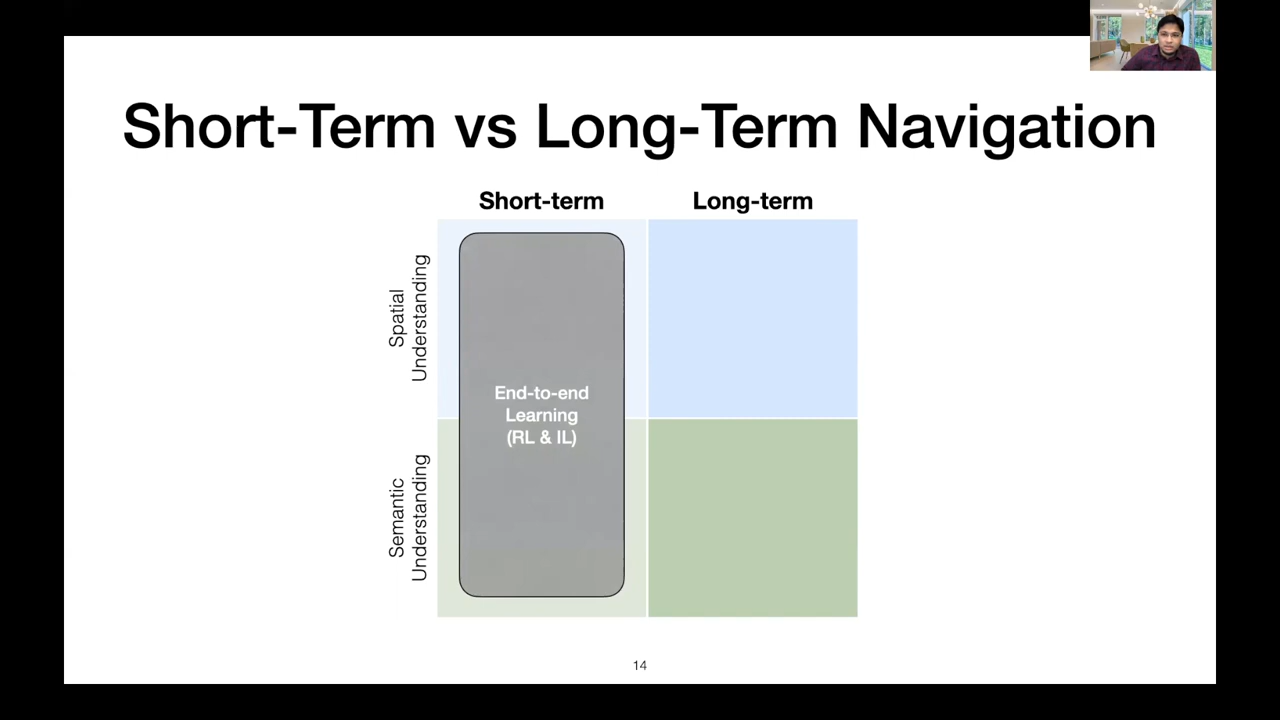 Short-Term vs Long-Term Navigation
Short-term
Long-term
Spatial
Understanding
End-to-end
Learning
(RL & IL)
Semantic
Understanding
14